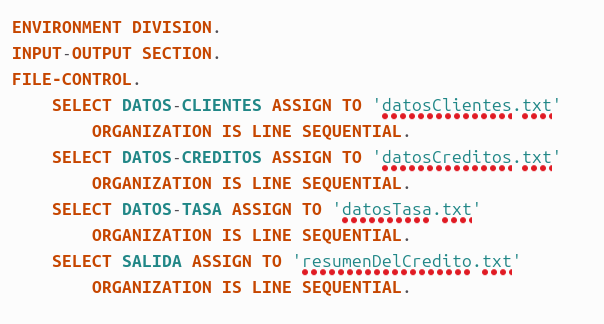 ENVIRONMENT DIVISION.
INPUT-OUTPUT SECTION.
FILE-CONTROL.
SELECT DATOS-CLIENTES ASSIGN TO 'datosClientes.txt'
ORGANIZATION IS LINE SEQUENTIAL.
SELECT DATOS-CREDITOS ASSIGN TO 'datosCreditos.txt'
ORGANIZATION IS LINE SEQUENTIAL.
SELECT DATOS-TASA ASSIGN TO 'datosTasa.txt'
ORGANIZATION IS LINE SEQUENTIAL.
SELECT SALIDA ASSIGN TO 'resumenDelCredito.txt'
ORGANIZATION IS LINE SEQUENTIAL.